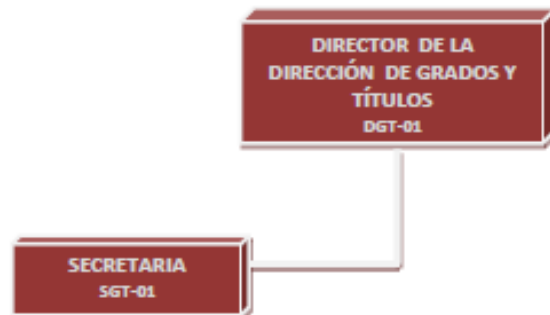 DIRECTOR DE LA
DIRECCIÓN DE GRADOS Y
TÍTULOS
DGT-01
SECRETARIA
SGT-01